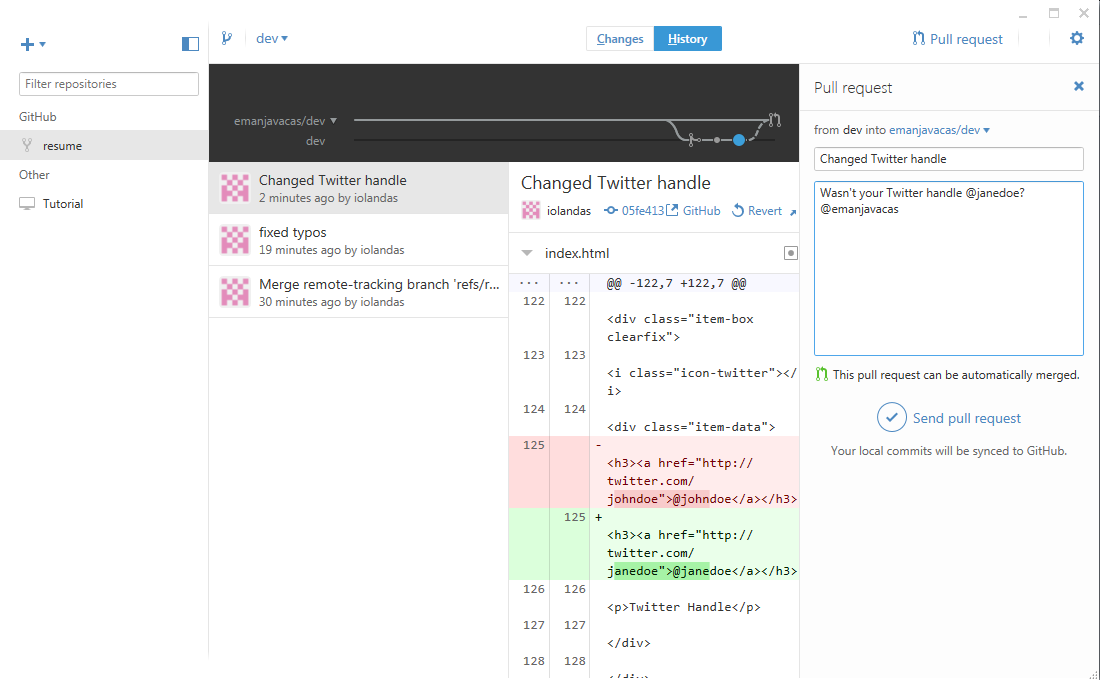 dev
Changes
History
Pull request
Filter repositories
GitHub
resume
Other
Tutorial
emanjavacas/dev
dev
Changed Twitter handle
2 minutes ago by iolandas
fixed typos
19 minutes ago by iolandas
Merge remote-tracking branch 'refs/r...
30 minutes ago by iolandas
Changed Twitter handle
iolandas 05fe413 GitHub Revert
index.html
... ... @@ -122,7 +122,7 @@
122 122
<div class="item-box
clearfix">
123 123
<i class="icon-twitter"></
i>
124 124
<div class="item-data">
125 -
<h3><a href="http://
twitter.com/
johndoe">@johndoe</a></h3>
125 +
<h3><a href="http://
twitter.com/
janedoe">@janedoe</a></h3>
126 126
<p>Twitter Handle</p>
127 127
</div>
128 128
</div>
Pull request
from dev into emanjavacas/dev
Changed Twitter handle
Wasn't your Twitter handle @janedoe?
@emanjavacas
This pull request can be automatically merged.
Send pull request
Your local commits will be synced to GitHub.